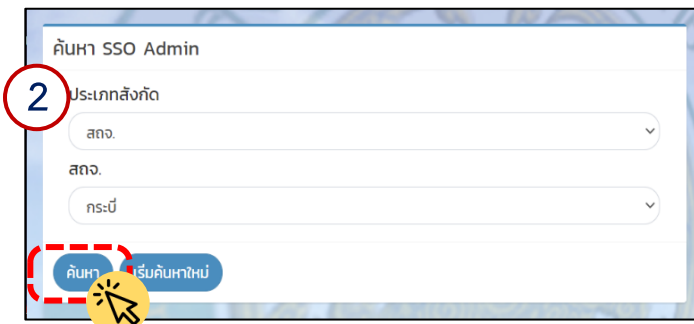 ค้นหา SSO Admin
2
ประเภทสังกัด
สถจ.
สถจ.
กระบี่
ค้นหา เริ่มค้นหาใหม่